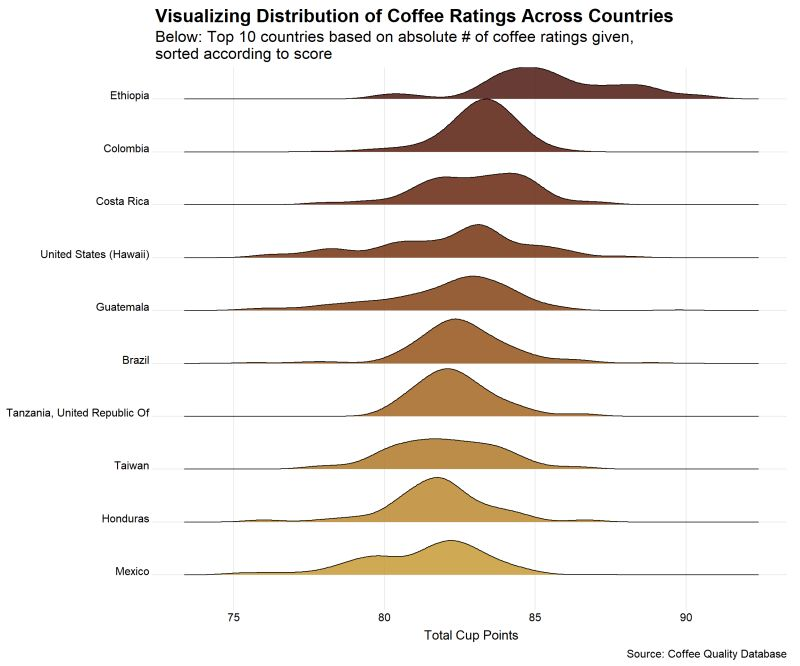 Visualizing Distribution of Coffee Ratings Across Countries
Below: Top 10 countries based on absolute # of coffee ratings given,
sorted according to score
Ethiopia
Colombia
Costa Rica
United States (Hawaii)
Guatemala
Brazil
Tanzania, United Republic Of
Taiwan
Honduras
Mexico
75 80 85 90
Total Cup Points
Source: Coffee Quality Database